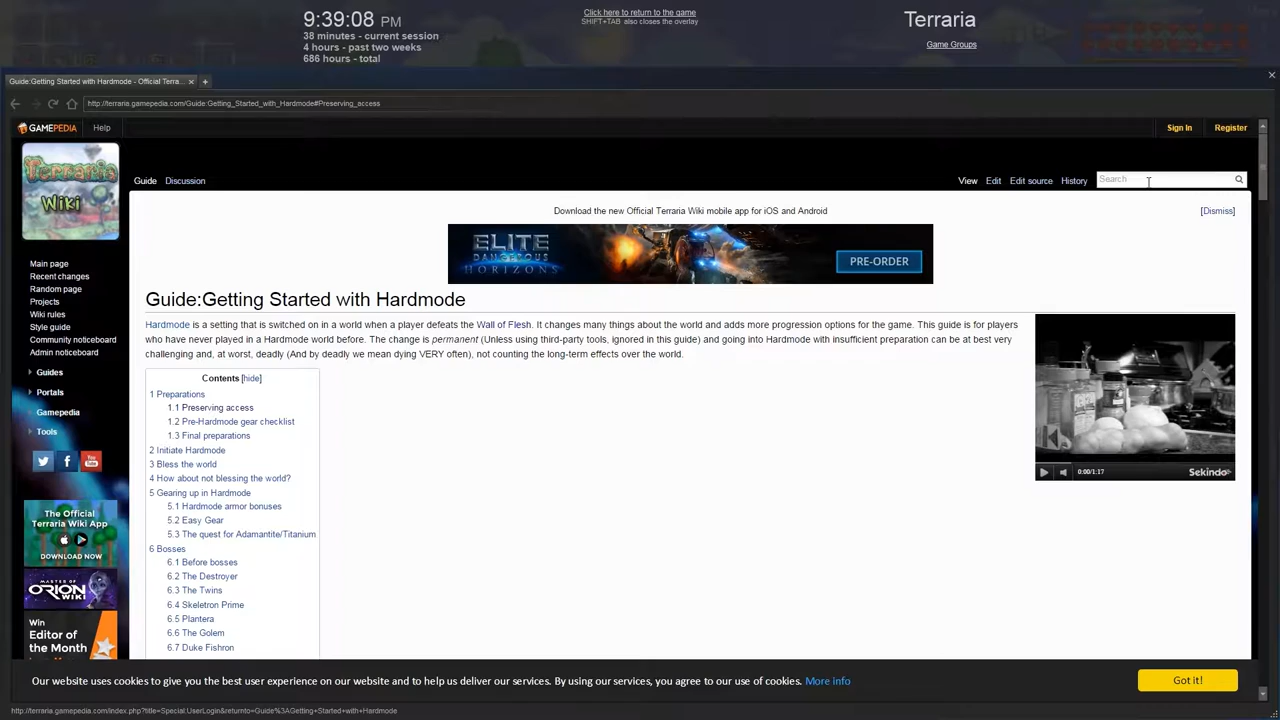 9:39:08 PM
38 minutes - current session
4 hours - past two weeks
686 hours - total
Click here to return to the game
SHIFT+TAB also closes the overlay
Terraria
Game Groups
Guide:Getting Started with Hardmode - Official Terra...
http://terraria.gamepedia.com/Guide:Getting_Started_with_Hardmode#Preserving_access
GAMEPEDIA Help
Sign In Register
Terraria
Wiki
Guide Discussion
View Edit Edit source History Search
Download the new Official Terraria Wiki mobile app for iOS and Android
[Dismiss]
ELITE
DANGEROUS
HORIZONS
PRE-ORDER
Main page
Recent changes
Random page
Projects
Wiki rules
Style guide
Community noticeboard
Admin noticeboard
Guides
Portals
Gamepedia
Tools
The Official
Terraria Wiki App
DOWNLOAD NOW
MASTER OF
ORION WIKI
Win
Editor of
the Month
Guide:Getting Started with Hardmode
Hardmode is a setting that is switched on in a world when a player defeats the Wall of Flesh. It changes many things about the world and adds more progression options for the game. This guide is for players
who have never played in a Hardmode world before. The change is permanent (Unless using third-party tools, ignored in this guide) and going into Hardmode with insufficient preparation can be at best very
challenging and, at worst, deadly (And by deadly we mean dying VERY often), not counting the long-term effects over the world.
Contents [hide]
1 Preparations
1.1 Preserving access
1.2 Pre-Hardmode gear checklist
1.3 Final preparations
2 Initiate Hardmode
3 Bless the world
4 How about not blessing the world?
5 Gearing up in Hardmode
5.1 Hardmode armor bonuses
5.2 Easy Gear
5.3 The quest for Adamantite/Titanium
6 Bosses
6.1 Before bosses
6.2 The Destroyer
6.3 The Twins
6.4 Skeletron Prime
6.5 Plantera
6.6 The Golem
6.7 Duke Fishron
0:00/1:17
Sekindo
Our website uses cookies to give you the best user experience on our website and to help us deliver our services. By using our services, you agree to our use of cookies. More info
Got it!
http://terraria.gamepedia.com/index.php?title=Special:UserLogin&returnto=Guide%3AGetting+Started+with+Hardmode